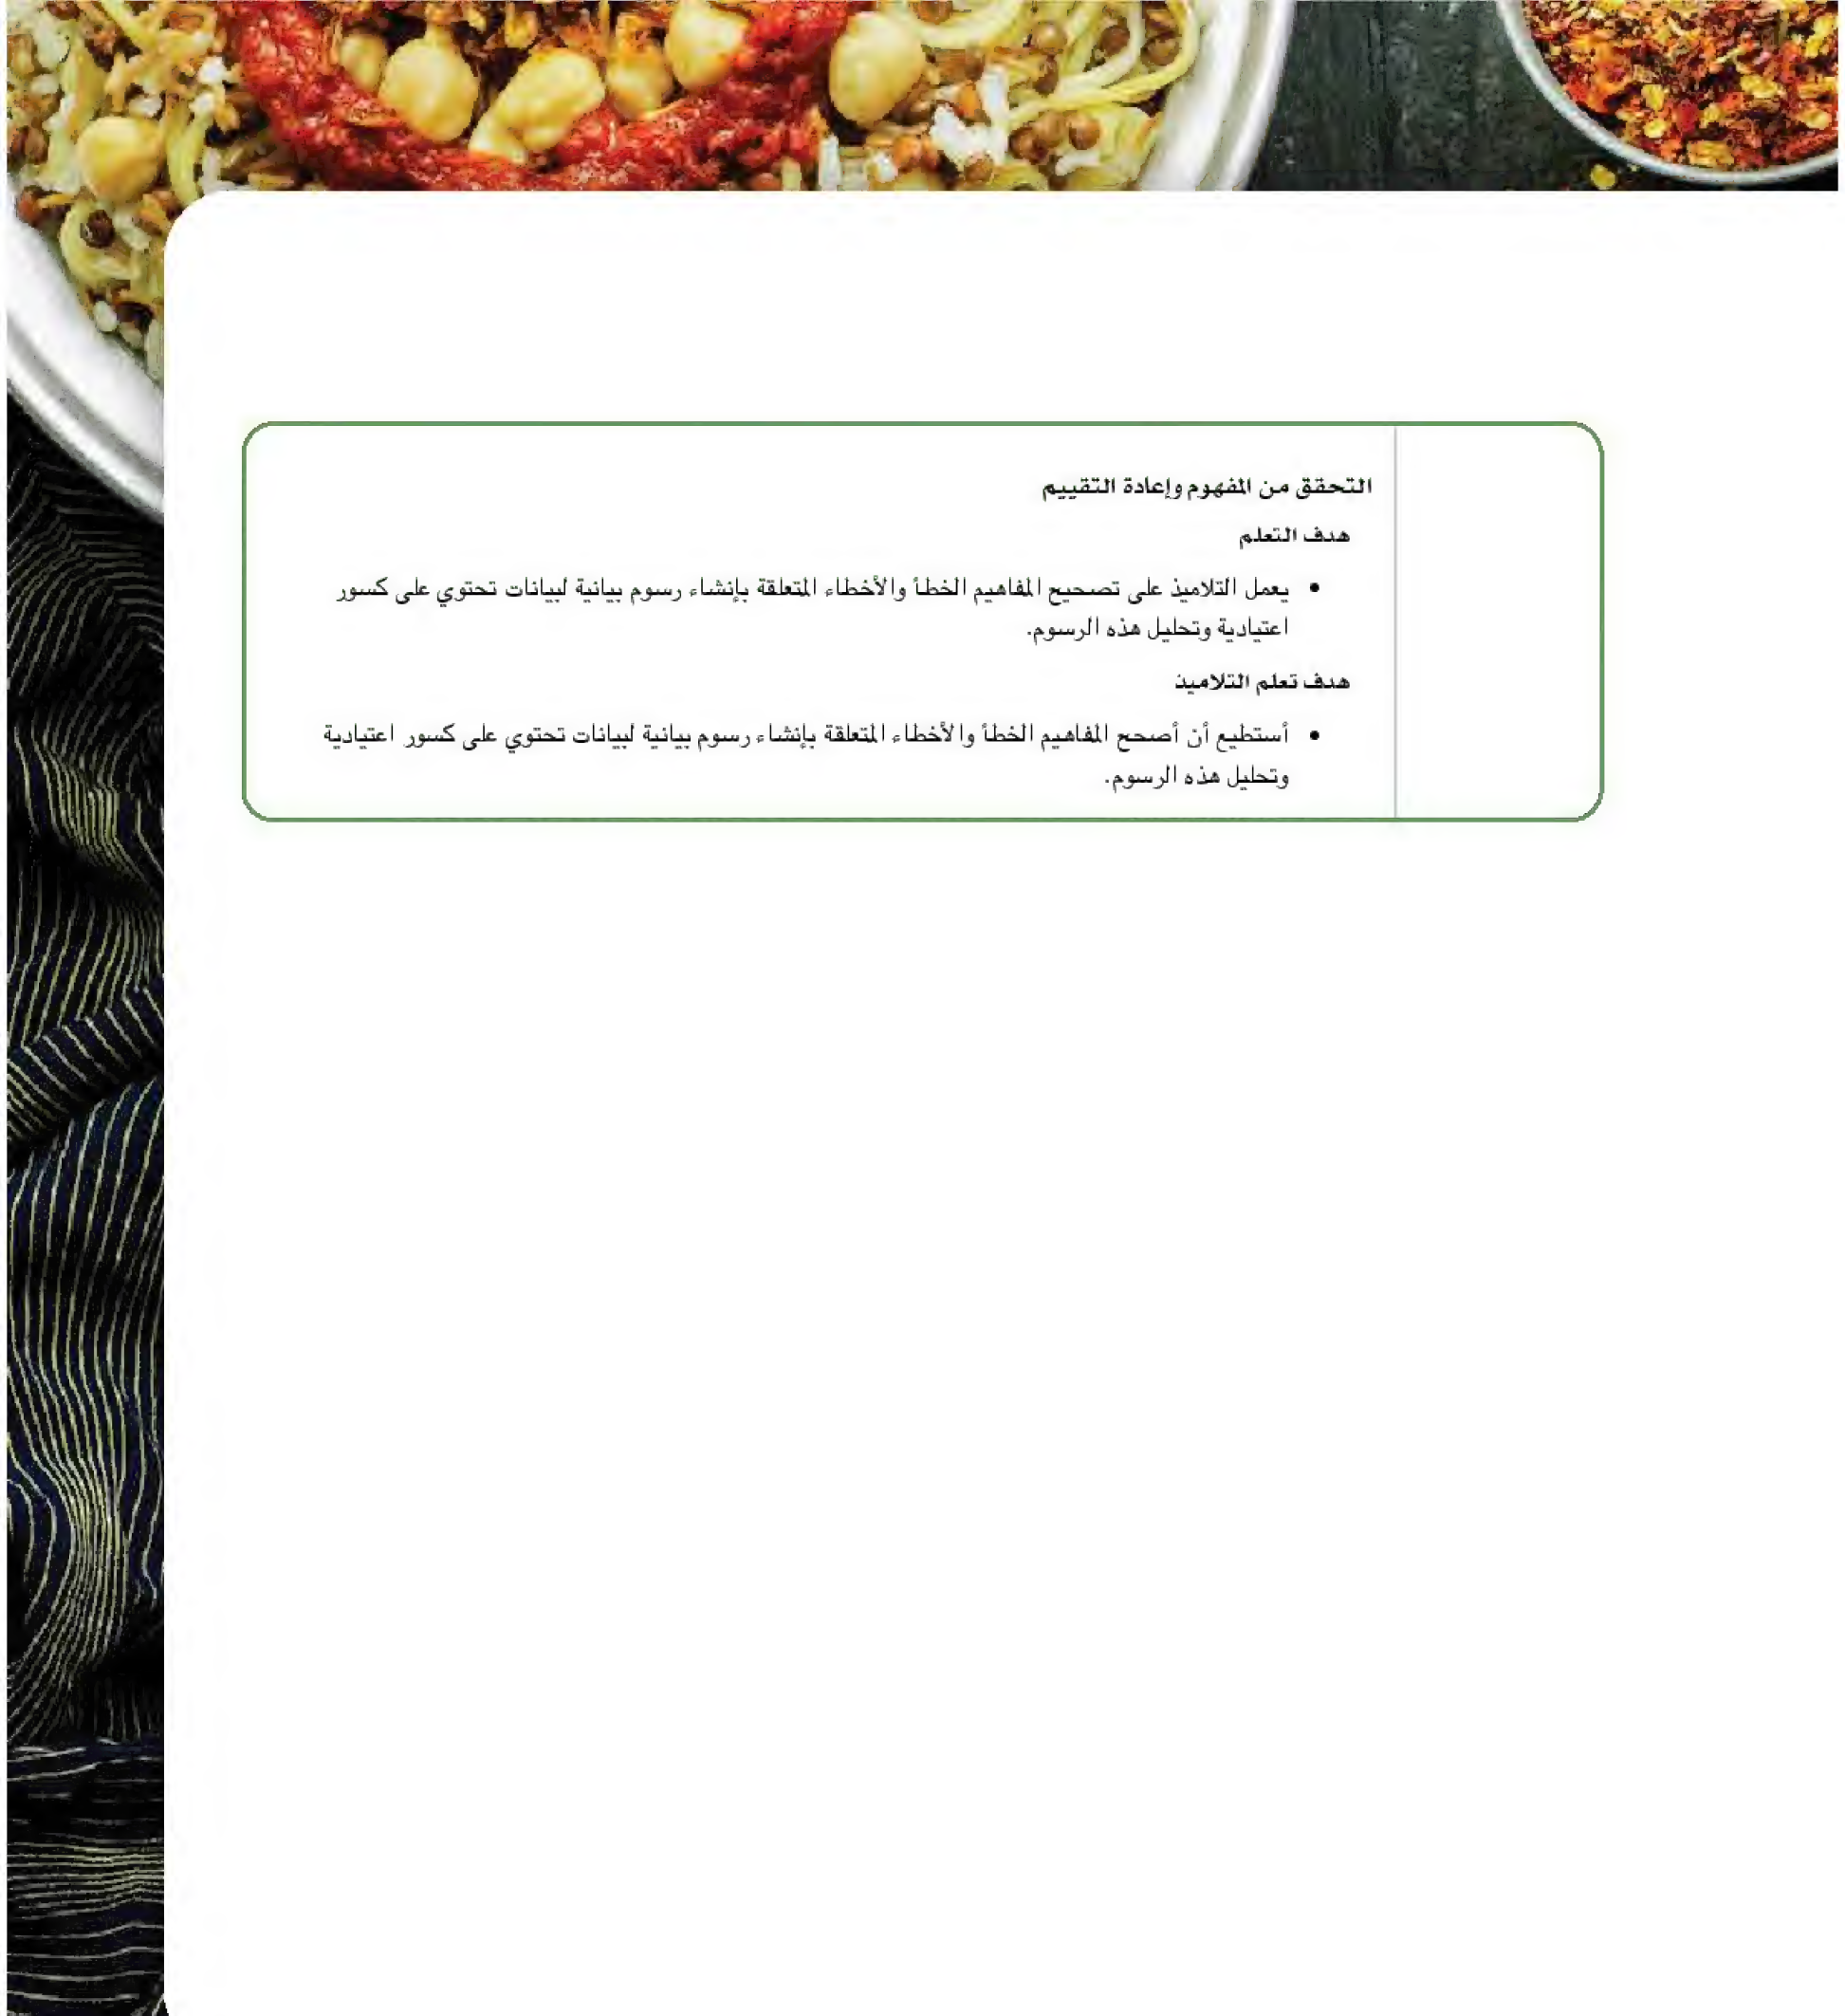 التحقق من المفهوم وإعادة التقييم
هدف التعلم
• يعمل التلاميذ على تصحيح المفاهيم الخطأ والأخطاء المتعلقة بإنشاء رسوم بيانية لبيانات تحتوي على كسور
اعتيادية وتحليل هذه الرسوم.
هدف تعلم التلاميذ
• أستطيع أن أصحح المفاهيم الخطأ والأخطاء المتعلقة بإنشاء رسوم بيانية لبيانات تحتوي على كسور اعتيادية
وتحليل هذه الرسوم.